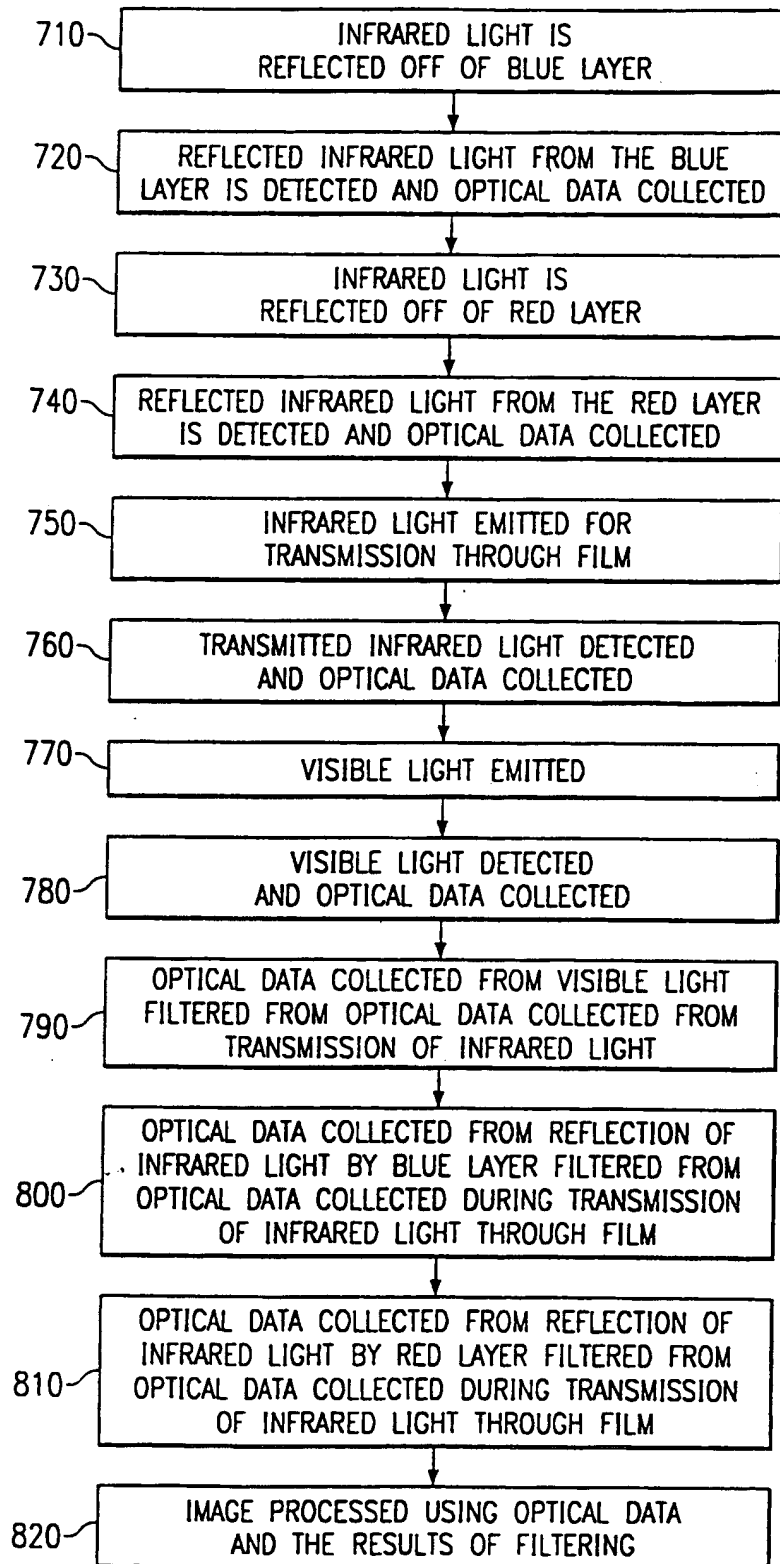 710
INFRARED LIGHT IS
REFLECTED OFF OF BLUE LAYER
720
REFLECTED INFRARED LIGHT FROM THE BLUE
LAYER IS DETECTED AND OPTICAL DATA COLLECTED
730
INFRARED LIGHT IS
REFLECTED OFF OF RED LAYER
740
REFLECTED INFRARED LIGHT FROM THE RED LAYER
IS DETECTED AND OPTICAL DATA COLLECTED
750
INFRARED LIGHT EMITTED FOR
TRANSMISSION THROUGH FILM
760
TRANSMITTED INFRARED LIGHT DETECTED
AND OPTICAL DATA COLLECTED
770
VISIBLE LIGHT EMITTED
780
VISIBLE LIGHT DETECTED
AND OPTICAL DATA COLLECTED
790
OPTICAL DATA COLLECTED FROM VISIBLE LIGHT
FILTERED FROM OPTICAL DATA COLLECTED FROM
TRANSMISSION OF INFRARED LIGHT
800
OPTICAL DATA COLLECTED FROM REFLECTION OF
INFRARED LIGHT BY BLUE LAYER FILTERED FROM
OPTICAL DATA COLLECTED DURING TRANSMISSION
OF INFRARED LIGHT THROUGH FILM
810
OPTICAL DATA COLLECTED FROM REFLECTION OF
INFRARED LIGHT BY RED LAYER FILTERED FROM
OPTICAL DATA COLLECTED DURING TRANSMISSION
OF INFRARED LIGHT THROUGH FILM
820
IMAGE PROCESSED USING OPTICAL DATA
AND THE RESULTS OF FILTERING